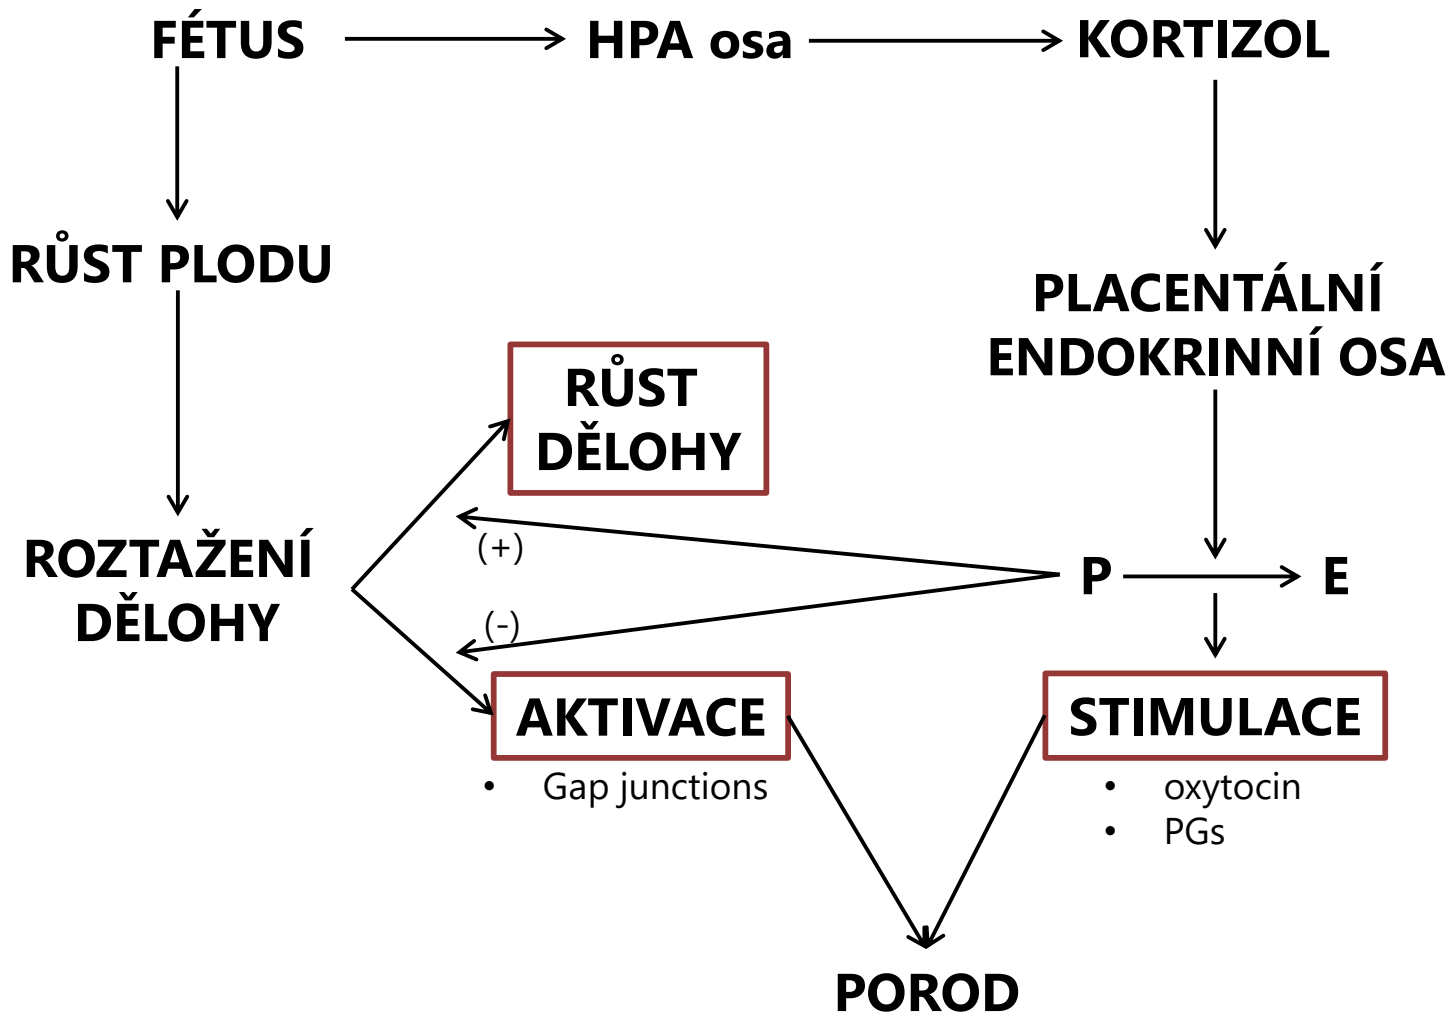 FÉTUS
HPA osa
KORTIZOL
RŮST PLODU
PLACENTÁLNÍ
ENDOKRINNÍ OSA
RŮST
DĚLOHY
ROZTAŽENÍ
DĚLOHY
(+)
(-)
P
E
AKTIVACE
• Gap junctions
STIMULACE
• oxytocin
• PGs
POROD